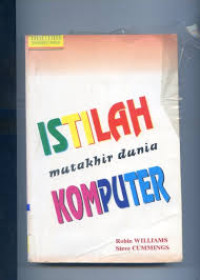 ISTILAH
mutakhir dunia
KOMPUTER
Robin WILLIAMS
Steve CUMMINGS